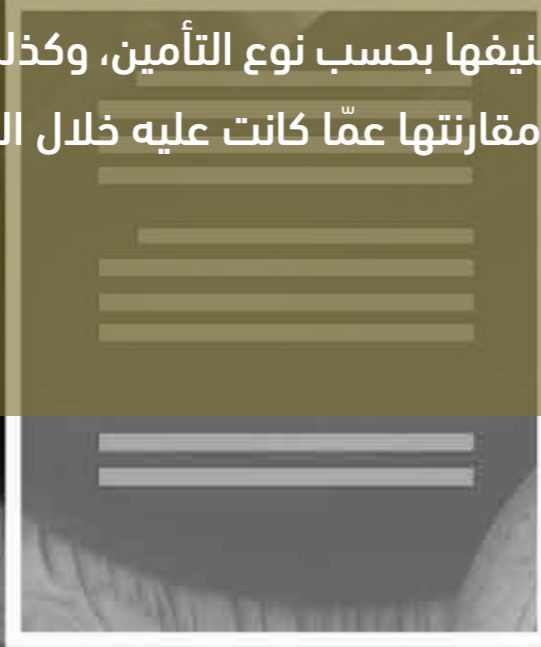 نيفها بحسب نوع التأمين، وكذل
مقارنتها عمّا كانت عليه خلال ال